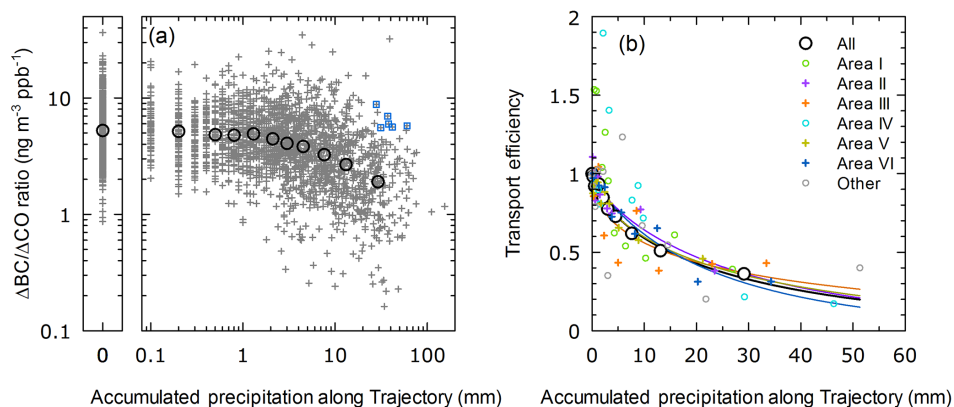 (a)
ΔBC/ΔCO ratio (ng m⁻³ ppb⁻¹)
10
1
0.1
0
0.1
1
10
100
Accumulated precipitation along Trajectory (mm)
(b)
Transport efficiency
2
1.5
1
0.5
0
0
10
20
30
40
50
60
Accumulated precipitation along Trajectory (mm)
All
Area I
Area II
Area III
Area IV
Area V
Area VI
Other